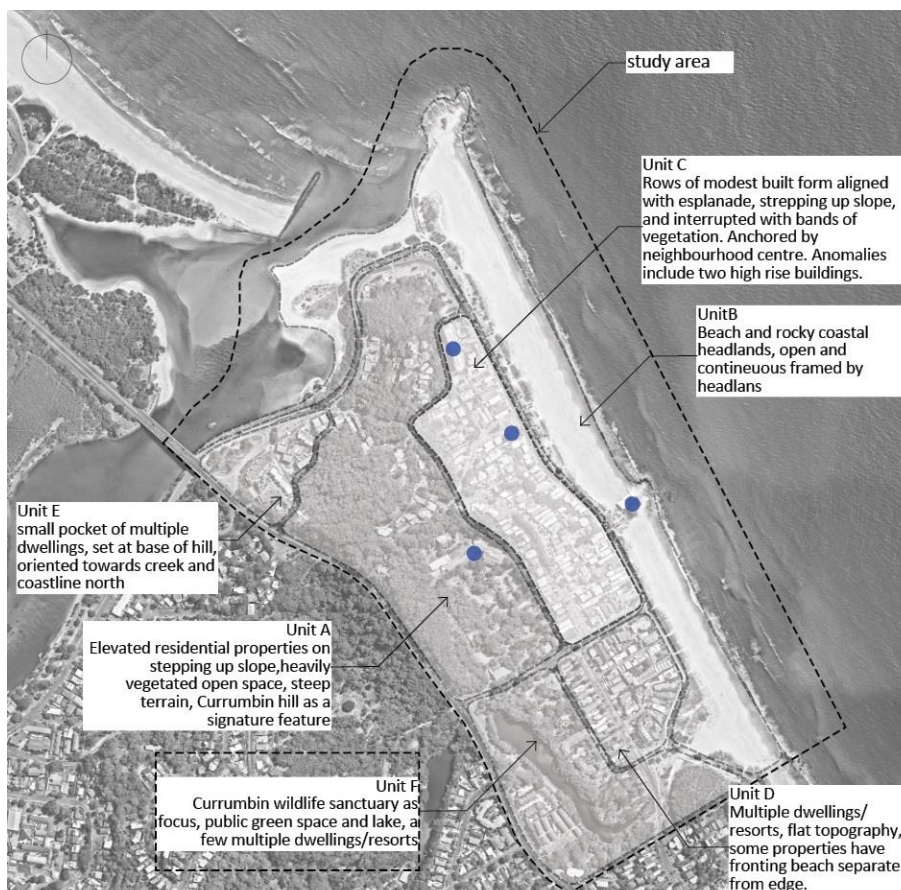 study area
Unit C
Rows of modest built form aligned
with esplanade, strepping up slope,
and interrupted with bands of
vegetation. Anchored by
neighbourhood centre. Anomalies
include two high rise buildings.
UnitB
Beach and rocky coastal
headlands, open and
contineuous framed by
headlans
Unit E
small pocket of multiple
dwellings, set at base of hill,
oriented towards creek and
coastline north
Unit A
Elevated residential properties on
stepping up slope,heavily
vegetated open space, steep
terrain, Currumbin hill as a
signature feature
Unit F
Currumbin wildlife sanctuary as
focus, public green space and lake, a
few multiple dwellings/resorts
Unit D
Multiple dwellings/
resorts, flat topography,
some properties have
fronting beach separate
from edge.